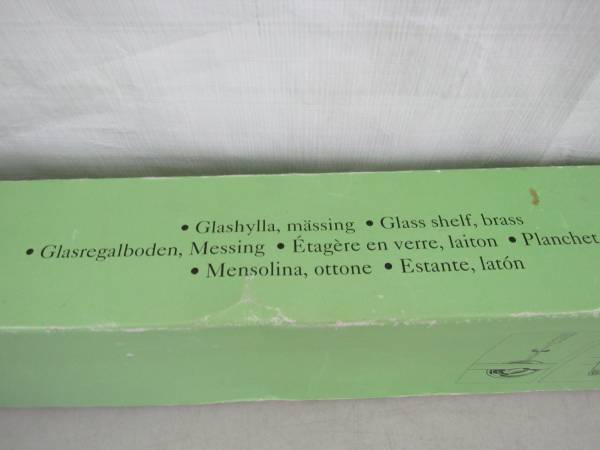 • Glashylla, mässing • Glass shelf, brass
• Glasregalboden, Messing • Étagère en verre, laiton • Planchet,
• Mensolina, ottone • Estante, latón